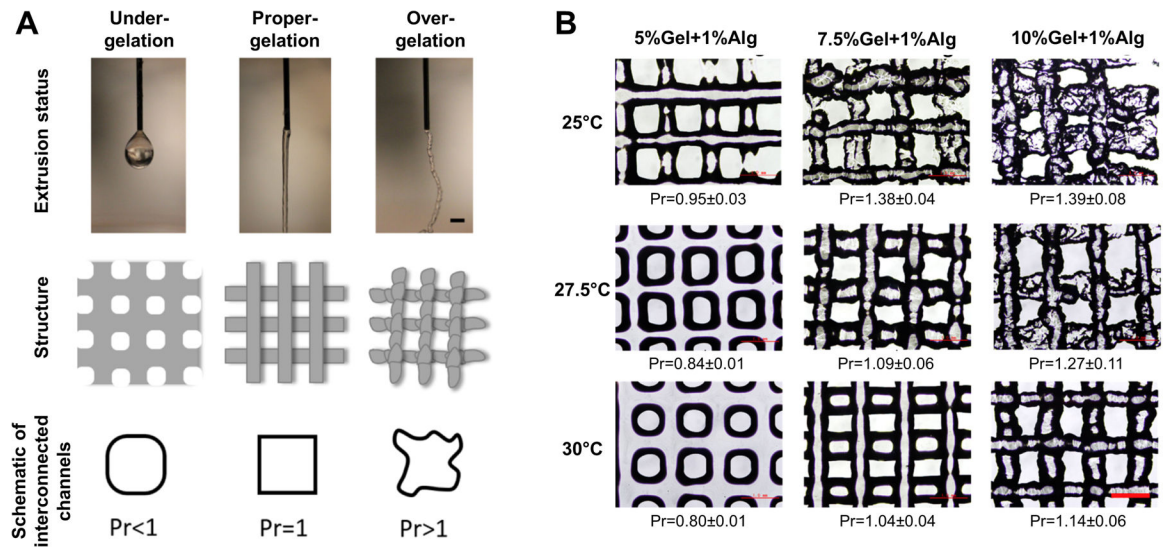 A
Under-
gelation
Proper-
gelation
Over-
gelation
Extrusion status
Structure
Schematic of
interconnected
channels
Pr<1
Pr=1
Pr>1
B
5%Gel+1%Alg
7.5%Gel+1%Alg
10%Gel+1%Alg
25°C
Pr=0.95±0.03
Pr=1.38±0.04
Pr=1.39±0.08
27.5°C
Pr=0.84±0.01
Pr=1.09±0.06
Pr=1.27±0.11
30°C
Pr=0.80±0.01
Pr=1.04±0.04
Pr=1.14±0.06